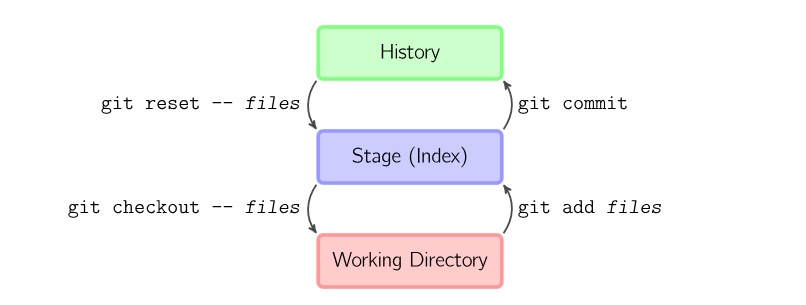 History
git reset -- files
git commit
Stage (Index)
git checkout -- files
git add files
Working Directory